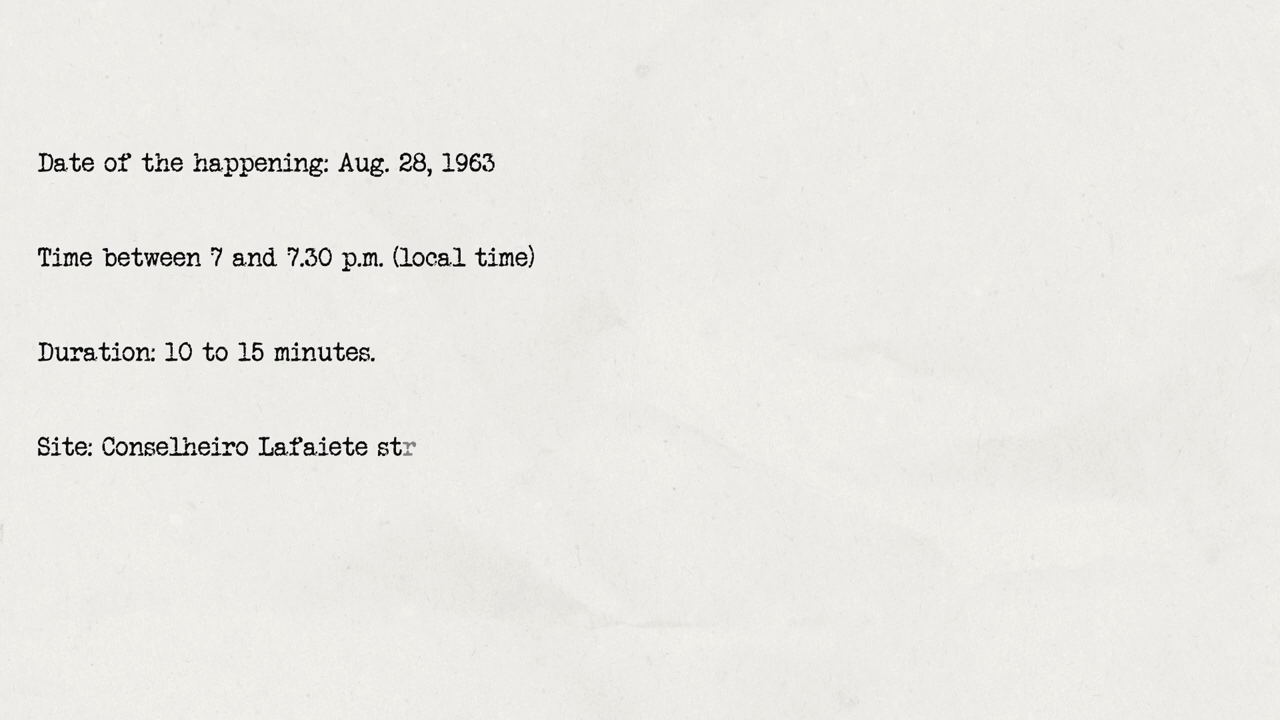 Date of the happening: Aug. 28, 1963
Time between 7 and 7.30 p.m. (local time)
Duration: 10 to 15 minutes.
Site: Conselheiro Lafaiete str